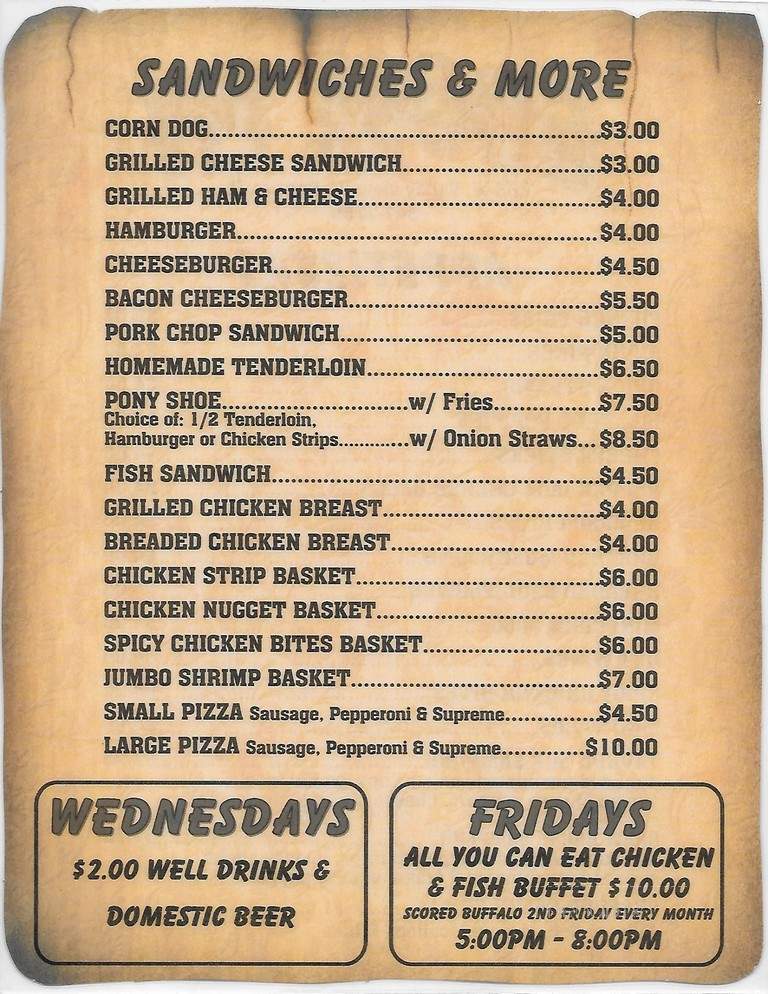 SANDWICHES & MORE
CORN DOG...............................................$3.00
GRILLED CHEESE SANDWICH........................$3.00
GRILLED HAM & CHEESE.............................$4.00
HAMBURGER............................................$4.00
CHEESEBURGER.......................................$4.50
BACON CHEESEBURGER..............................$5.50
PORK CHOP SANDWICH...............................$5.00
HOMEMADE TENDERLOIN............................$6.50
PONY SHOE.......................w/ Fries.............$7.50
Choice of: 1/2 Tenderloin,
Hamburger or Chicken Strips............w/ Onion Straws...$8.50
FISH SANDWICH.......................................$4.50
GRILLED CHICKEN BREAST..........................$4.00
BREADED CHICKEN BREAST.........................$4.00
CHICKEN STRIP BASKET.............................$6.00
CHICKEN NUGGET BASKET...........................$6.00
SPICY CHICKEN BITES BASKET.....................$6.00
JUMBO SHRIMP BASKET..............................$7.00
SMALL PIZZA Sausage, Pepperoni & Supreme............$4.50
LARGE PIZZA Sausage, Pepperoni & Supreme...........$10.00
WEDNESDAYS
$2.00 WELL DRINKS &
DOMESTIC BEER
FRIDAYS
ALL YOU CAN EAT CHICKEN
& FISH BUFFET $10.00
SCORED BUFFALO 2ND FRIDAY EVERY MONTH
5:00PM - 8:00PM